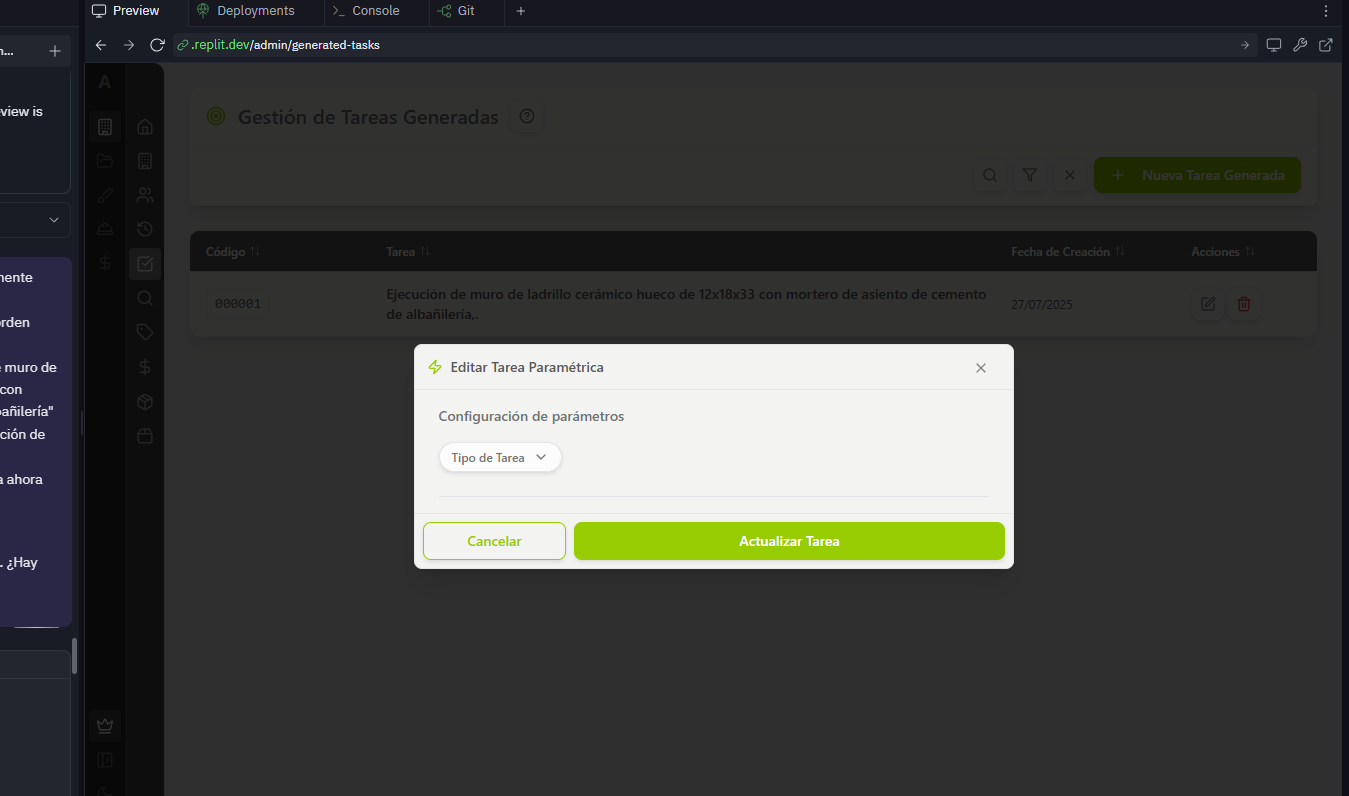 Preview
Deployments
Console
Git
n...
.replit.dev/admin/generated-tasks
view is
A
Gestión de Tareas Generadas
Nueva Tarea Generada
Código
Tarea
Fecha de Creación
Acciones
000001
Ejecución de muro de ladrillo cerámico hueco de 12x18x33 con mortero de asiento de cemento
de albañilería,.
27/07/2025
nente
orden
e muro de
con
bañilería"
ción de
a ahora
. ¿Hay
Editar Tarea Paramétrica
Configuración de parámetros
Tipo de Tarea
Cancelar
Actualizar Tarea